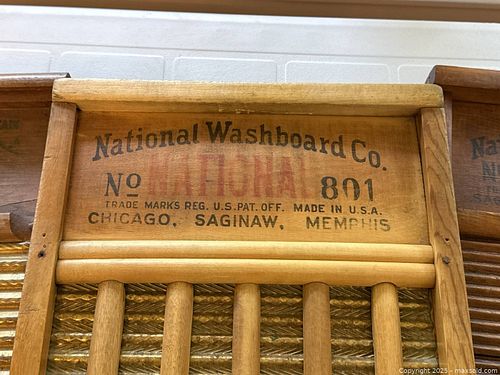 National Washboard Co.
No NATIONAL 801
TRADE MARKS REG. U.S. PAT. OFF. MADE IN U.S.A.
CHICAGO, SAGINAW, MEMPHIS
Copyright 2025 - maxsold.com